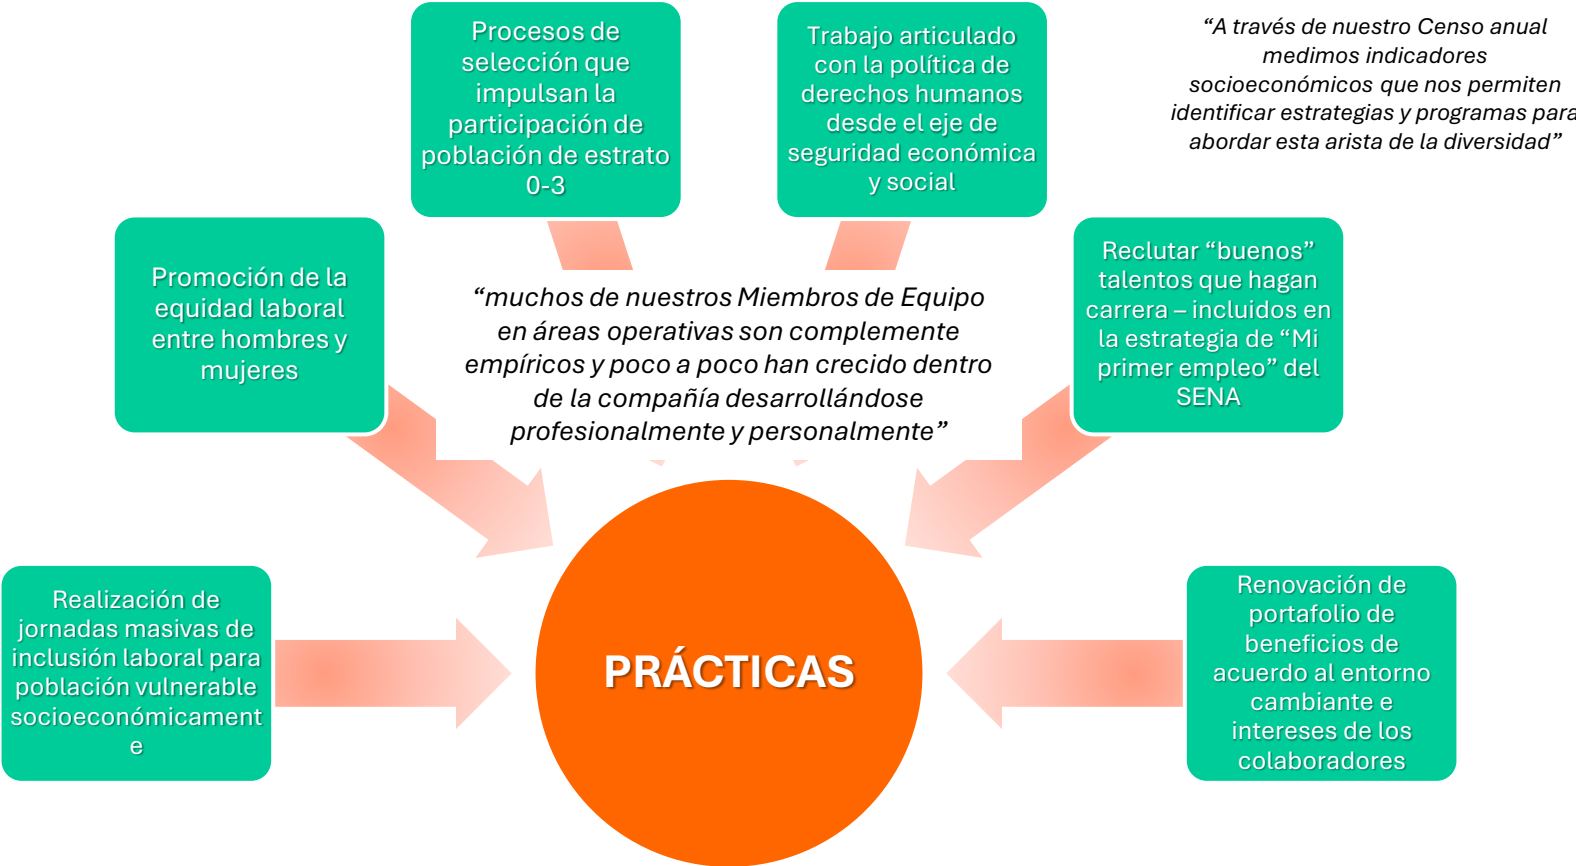 Procesos de
selección que
impulsan la
participación de
población de estrato
0-3
Trabajo articulado
con la política de
derechos humanos
desde el eje de
seguridad económica
y social
“A través de nuestro Censo anual
medimos indicadores
socioeconómicos que nos permiten
identificar estrategias y programas para
abordar esta arista de la diversidad”
Promoción de la
equidad laboral
entre hombres y
mujeres
“muchos de nuestros Miembros de Equipo
en áreas operativas son complemente
empíricos y poco a poco han crecido dentro
de la compañía desarrollándose
profesionalmente y personalmente”
Reclutar “buenos”
talentos que hagan
carrera – incluidos en
la estrategia de “Mi
primer empleo” del
SENA
Realización de
jornadas masivas de
inclusión laboral para
población vulnerable
socioeconómicament
e
PRÁCTICAS
Renovación de
portafolio de
beneficios de
acuerdo al entorno
cambiante e
intereses de los
colaboradores